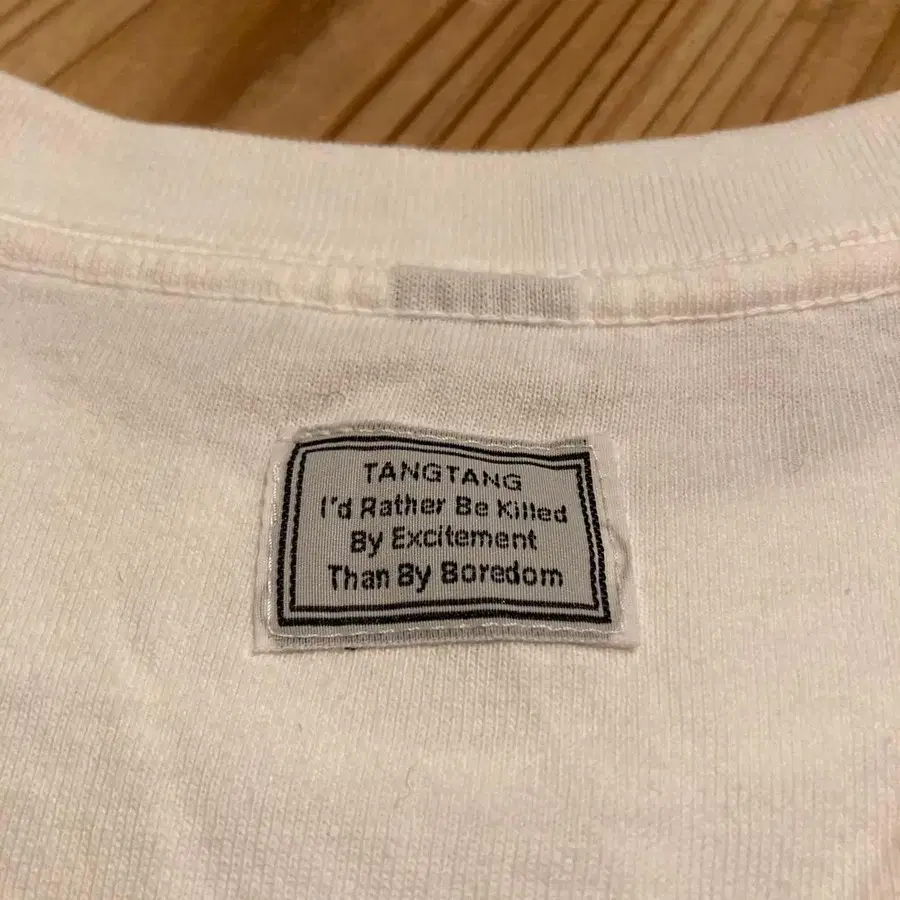 TANGTANG
I'd Rather Be Killed
By Excitement
Than By Boredom